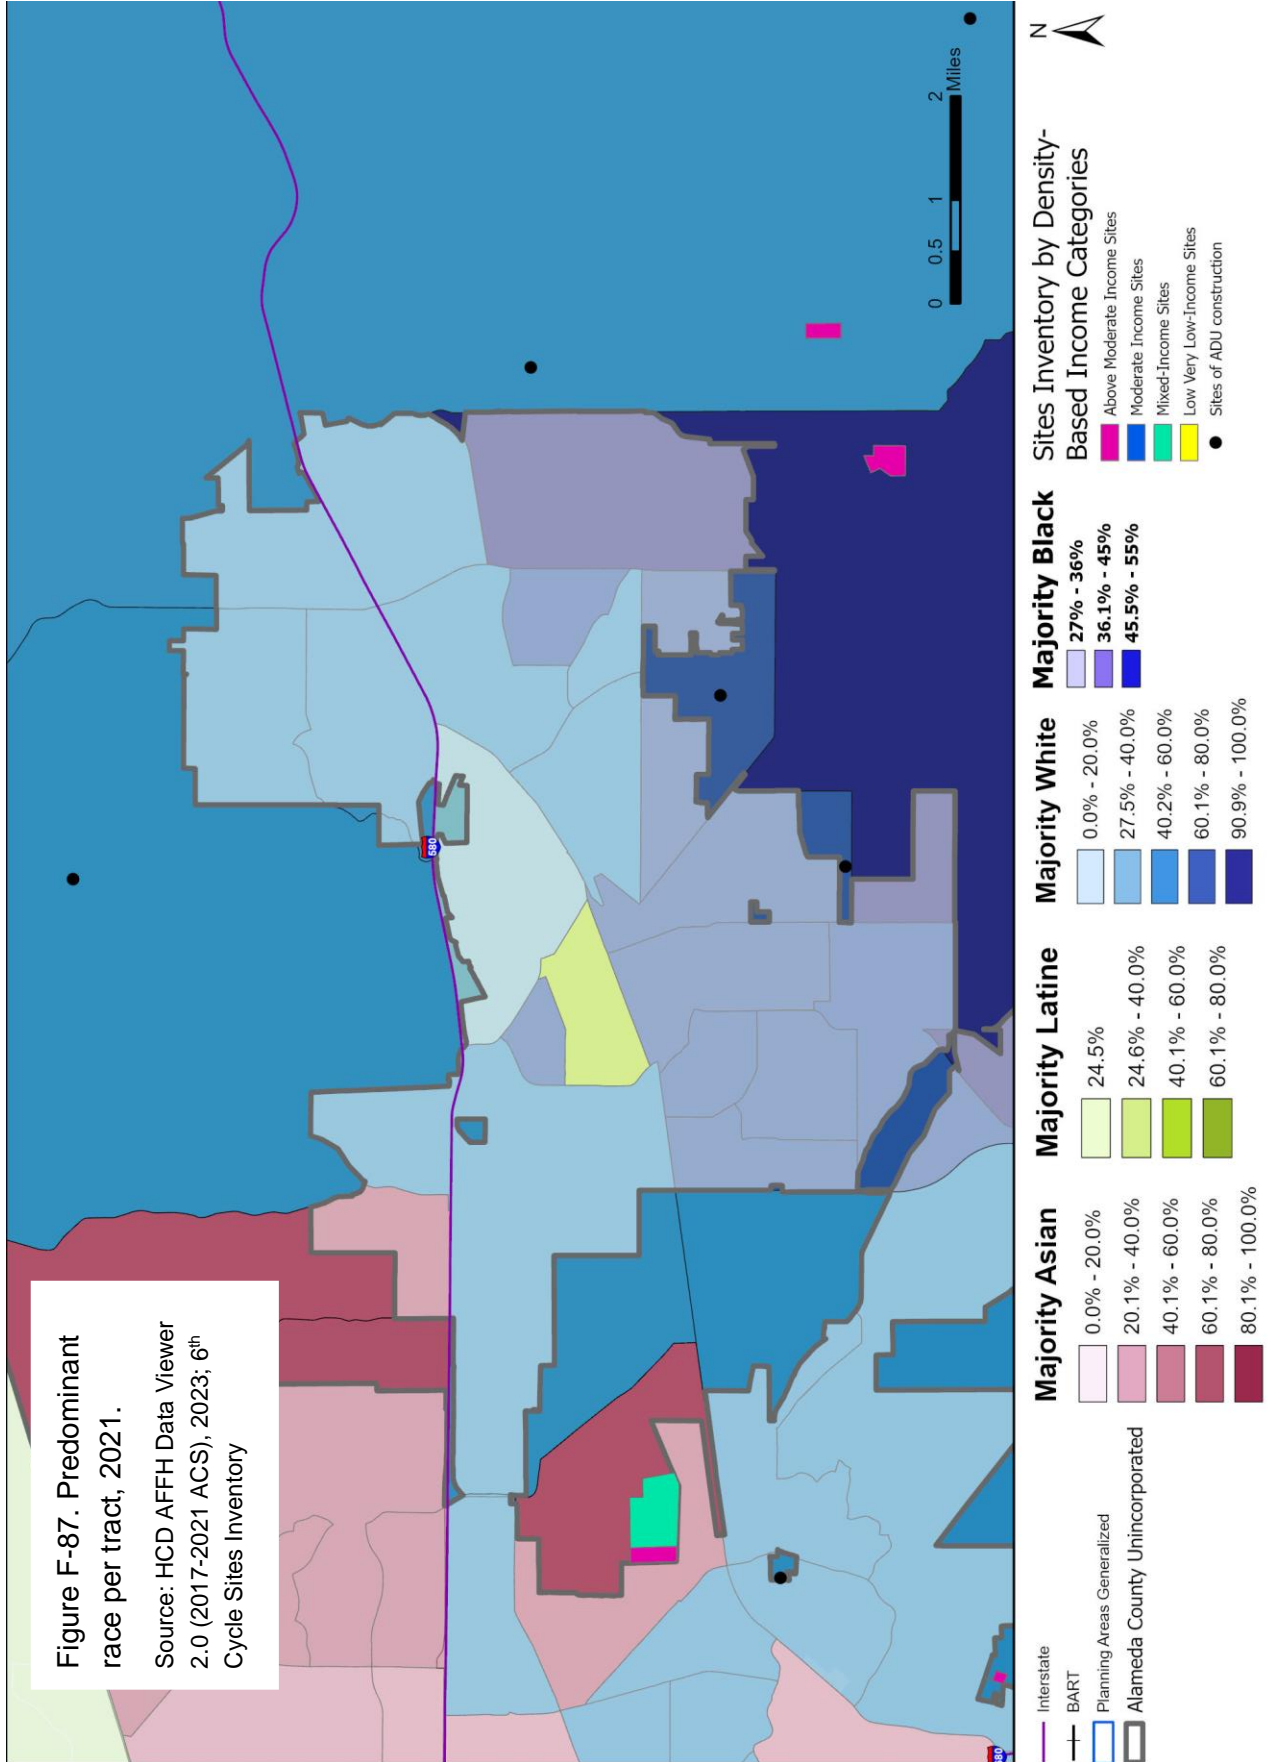 Figure F-87. Predominant
race per tract, 2021.
Source: HCD AFFH Data Viewer
2.0 (2017-2021 ACS), 2023; 6th
Cycle Sites Inventory
680
580
0 0.5 1 2
Miles
N
Interstate
BART
Planning Areas Generalized
Alameda County Unincorporated
Majority Asian
0.0% - 20.0%
20.1% - 40.0%
40.1% - 60.0%
60.1% - 80.0%
80.1% - 100.0%
Majority Latine
24.5%
24.6% - 40.0%
40.1% - 60.0%
60.1% - 80.0%
Majority White
0.0% - 20.0%
27.5% - 40.0%
40.2% - 60.0%
60.1% - 80.0%
90.9% - 100.0%
Majority Black
27% - 36%
36.1% - 45%
45.5% - 55%
Sites Inventory by Density-
Based Income Categories
Above Moderate Income Sites
Moderate Income Sites
Mixed-Income Sites
Low Very Low-Income Sites
Sites of ADU construction